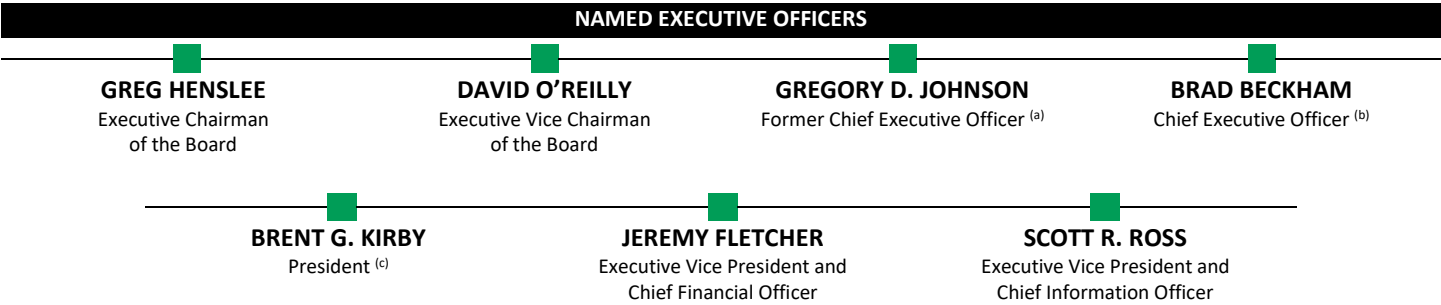 NAMED EXECUTIVE OFFICERS
GREG HENSLEE
Executive Chairman
of the Board
DAVID O’REILLY
Executive Vice Chairman
of the Board
GREGORY D. JOHNSON
Former Chief Executive Officer (a)
BRAD BECKHAM
Chief Executive Officer (b)
BRENT G. KIRBY
President (c)
JEREMY FLETCHER
Executive Vice President and
Chief Financial Officer
SCOTT R. ROSS
Executive Vice President and
Chief Information Officer